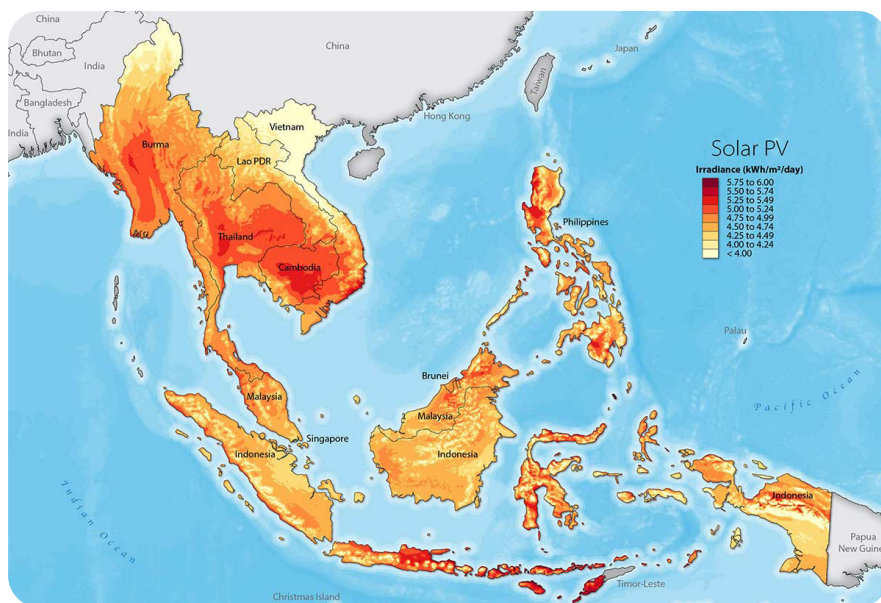 China
Bhutan
India
Bangladesh
India
China
Taiwan
Japan
Hong Kong
Burma
Vietnam
Lao PDR
Thailand
Cambodia
Philippines
Solar PV
Irradiance (kWh/m²/day)
5.75 to 6.00
5.50 to 5.74
5.25 to 5.49
5.00 to 5.24
4.75 to 4.99
4.50 to 4.74
4.25 to 4.49
4.00 to 4.24
< 4.00
Palau
Pacific Ocean
Brunei
Malaysia
Malaysia
Singapore
Indonesia
Indonesia
Indonesia
Indian Ocean
Papua
New Guine
Timor-Leste
Christmas Island